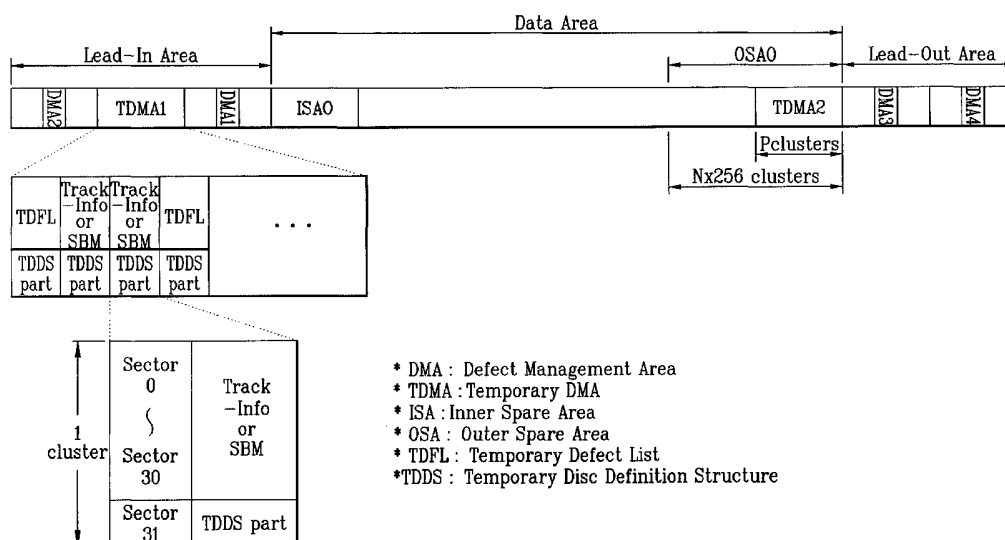 Data Area
Lead-In Area
OSA0
Lead-Out Area
DMA2
TDMA1
DMA1
ISA0
TDMA2
DMA3
DMA4
Pclusters
Nx256 clusters
TDFL
Track
-Info
or
SBM
Track
-Info
or
SBM
TDFL
...
TDDS
part
TDDS
part
TDDS
part
TDDS
part
1
cluster
Sector
0
Sector
30
Track
-Info
or
SBM
Sector
31
TDDS part
* DMA : Defect Management Area
* TDMA : Temporary DMA
* ISA : Inner Spare Area
* OSA : Outer Spare Area
* TDFL : Temporary Defect List
*TDDS : Temporary Disc Definition Structure